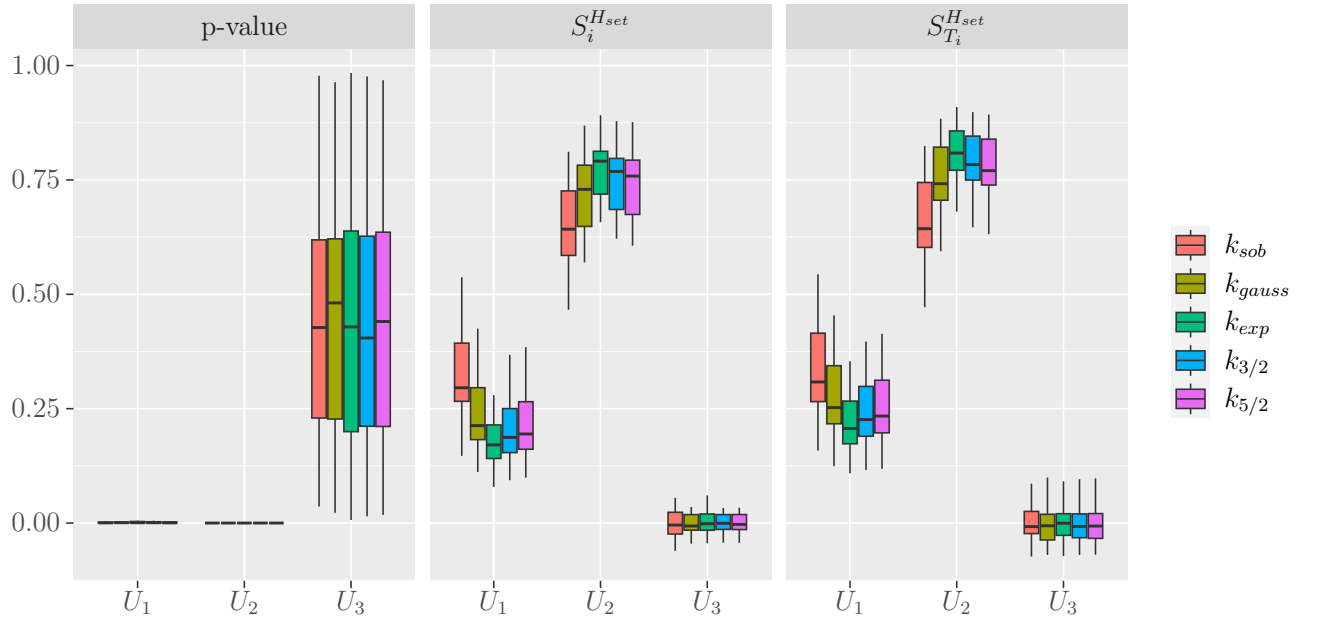 p-value
$S_i^{H_{set}}$
$S_{T_i}^{H_{set}}$
1.00
0.75
0.50
0.25
0.00
$U_1$ $U_2$ $U_3$
$U_1$ $U_2$ $U_3$
$U_1$ $U_2$ $U_3$
$k_{sob}$
$k_{gauss}$
$k_{exp}$
$k_{3/2}$
$k_{5/2}$